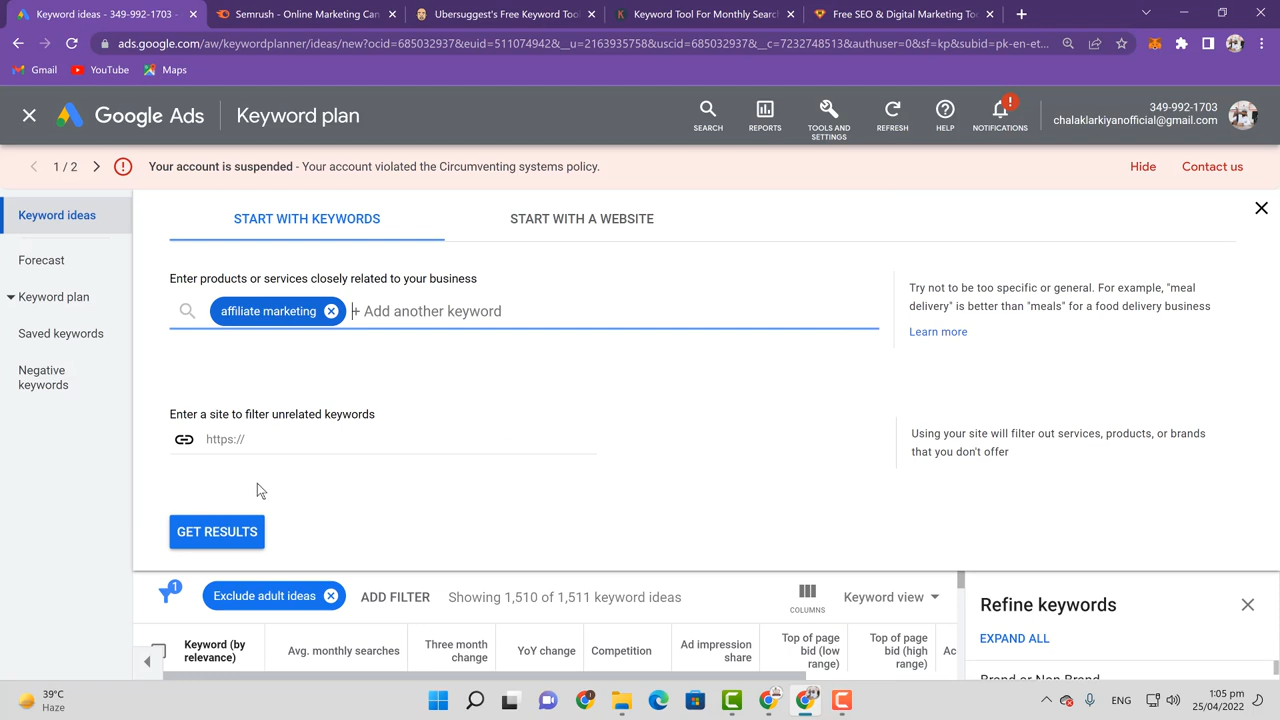 Keyword ideas - 349-992-1703 -
Semrush - Online Marketing Can
Ubersuggest's Free Keyword Tool
Keyword Tool For Monthly Searc
Free SEO & Digital Marketing To
ads.google.com/aw/keywordplanner/ideas/new?ocid=685032937&euid=511074942&__u=2163935758&uscid=685032937&__c=7232748513&authuser=0&sf=kp&subid=pk-en-et...
Gmail
YouTube
Maps
Google Ads
Keyword plan
SEARCH
REPORTS
TOOLS AND
SETTINGS
REFRESH
HELP
NOTIFICATIONS
349-992-1703
chalaklarkiyanofficial@gmail.com
1 / 2
Your account is suspended - Your account violated the Circumventing systems policy.
Hide
Contact us
Keyword ideas
Forecast
Keyword plan
Saved keywords
Negative
keywords
START WITH KEYWORDS
START WITH A WEBSITE
Enter products or services closely related to your business
affiliate marketing
+ Add another keyword
Try not to be too specific or general. For example, "meal
delivery" is better than "meals" for a food delivery business
Learn more
Enter a site to filter unrelated keywords
https://
Using your site will filter out services, products, or brands
that you don't offer
GET RESULTS
1
Exclude adult ideas
ADD FILTER
Showing 1,510 of 1,511 keyword ideas
COLUMNS
Keyword view
Refine keywords
EXPAND ALL
Keyword (by
relevance)
Avg. monthly searches
Three month
change
YoY change
Competition
Ad impression
share
Top of page
bid (low
range)
Top of page
bid (high
range)
Ac
Brand or Non-Brand
39°C
Haze
ENG
1:05 pm
25/04/2022